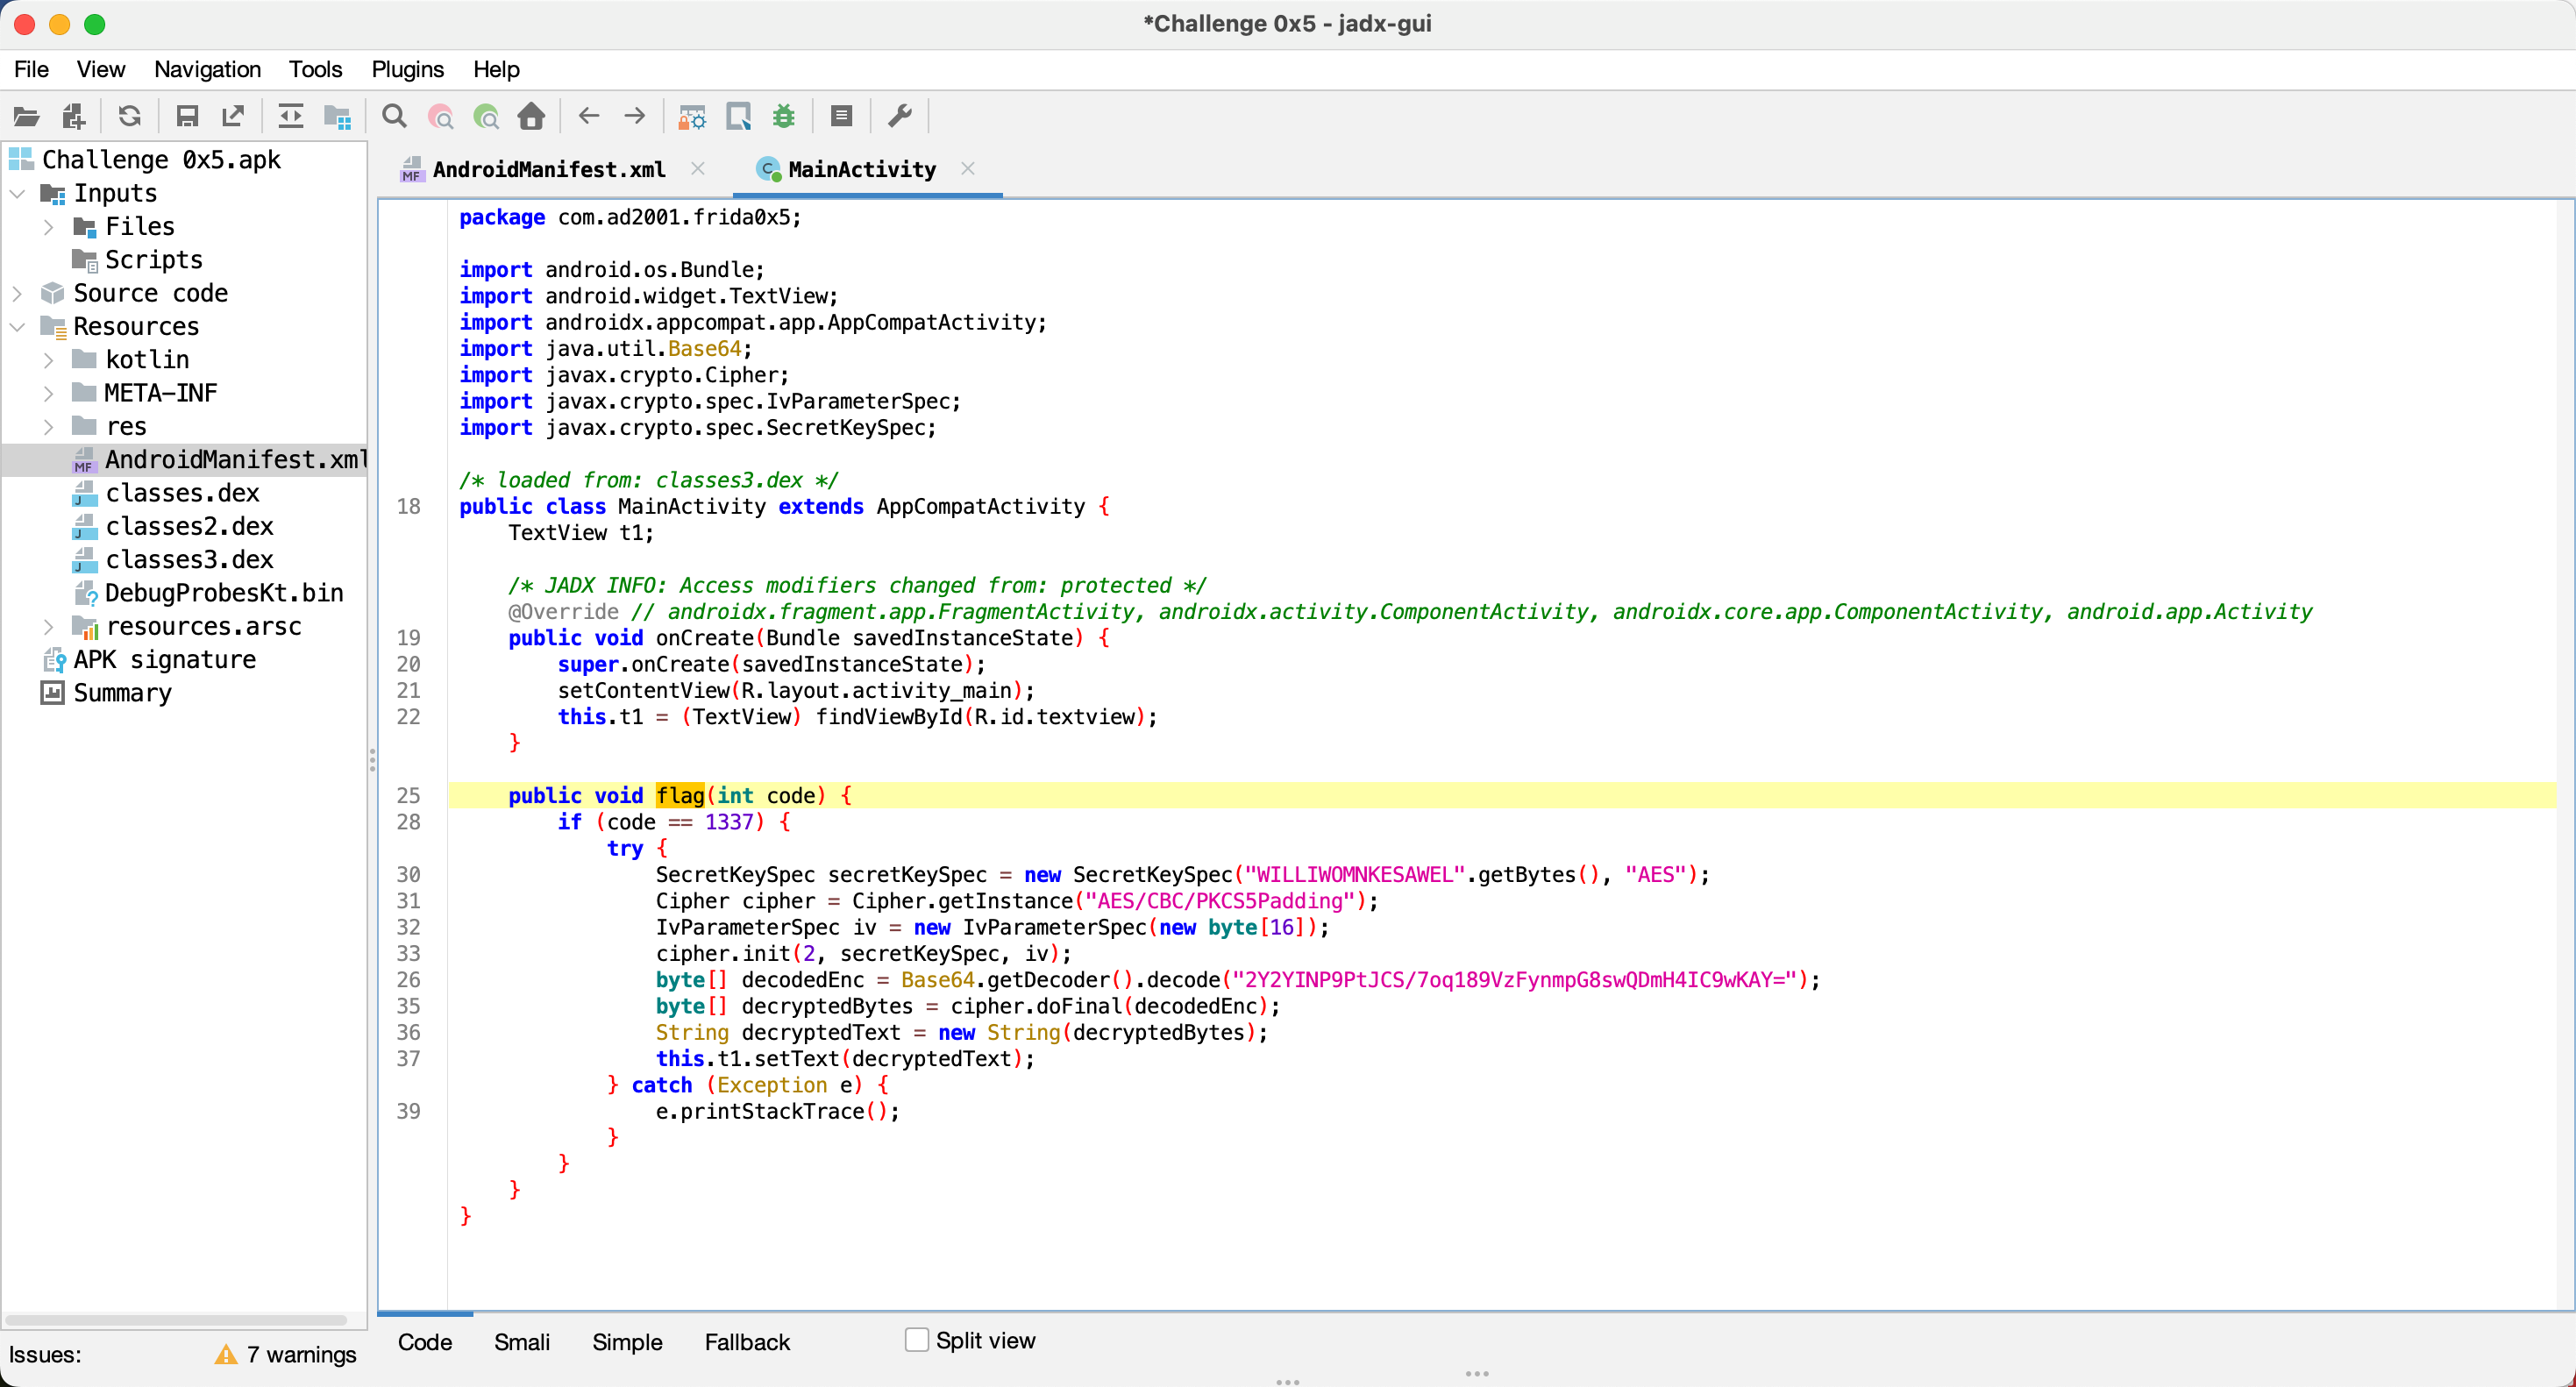 *Challenge 0x5 - jadx-gui
File View Navigation Tools Plugins Help
Challenge 0x5.apk
Inputs
Files
Scripts
Source code
Resources
kotlin
META-INF
res
AndroidManifest.xml
classes.dex
classes2.dex
classes3.dex
DebugProbesKt.bin
resources.arsc
APK signature
Summary
Issues: 7 warnings
AndroidManifest.xml MainActivity
package com.ad2001.frida0x5;
import android.os.Bundle;
import android.widget.TextView;
import androidx.appcompat.app.AppCompatActivity;
import java.util.Base64;
import javax.crypto.Cipher;
import javax.crypto.spec.IvParameterSpec;
import javax.crypto.spec.SecretKeySpec;
/* loaded from: classes3.dex */
18 public class MainActivity extends AppCompatActivity {
TextView t1;
/* JADX INFO: Access modifiers changed from: protected */
@Override // androidx.fragment.app.FragmentActivity, androidx.activity.ComponentActivity, androidx.core.app.ComponentActivity, android.app.Activity
19 public void onCreate(Bundle savedInstanceState) {
20 super.onCreate(savedInstanceState);
21 setContentView(R.layout.activity_main);
22 this.t1 = (TextView) findViewById(R.id.textview);
}
25 public void flag(int code) {
28 if (code == 1337) {
try {
30 SecretKeySpec secretKeySpec = new SecretKeySpec("WILLIWOMNKESAWEL".getBytes(), "AES");
31 Cipher cipher = Cipher.getInstance("AES/CBC/PKCS5Padding");
32 IvParameterSpec iv = new IvParameterSpec(new byte[16]);
33 cipher.init(2, secretKeySpec, iv);
26 byte[] decodedEnc = Base64.getDecoder().decode("2Y2YINP9PtJCS/7oq189VzFynmpG8swQDmH4IC9wKAY=");
35 byte[] decryptedBytes = cipher.doFinal(decodedEnc);
36 String decryptedText = new String(decryptedBytes);
37 this.t1.setText(decryptedText);
} catch (Exception e) {
39 e.printStackTrace();
}
}
}
}
Code Smali Simple Fallback Split view